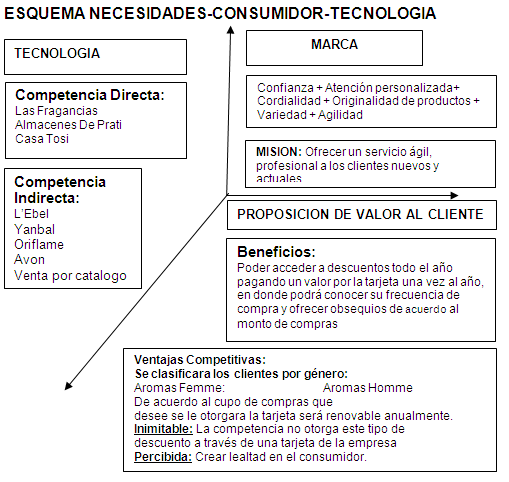 ESQUEMA NECESIDADES-CONSUMIDOR-TECNOLOGIA
TECNOLOGIA
Competencia Directa:
Las Fragancias
Almacenes De Prati
Casa Tosi
Competencia
Indirecta:
L'Ebel
Yanbal
Oriflame
Avon
Venta por catalogo
MARCA
Confianza + Atención personalizada+
Cordialidad + Originalidad de productos +
Variedad + Agilidad
MISION: Ofrecer un servicio ágil,
profesional a los clientes nuevos y
actuales
PROPOSICION DE VALOR AL CLIENTE
Beneficios:
Poder acceder a descuentos todo el año
pagando un valor por la tarjeta una vez al año,
en donde podrá conocer su frecuencia de
compra y ofrecer obsequios de acuerdo al
monto de compras
Ventajas Competitivas:
Se clasificara los clientes por género:
Aromas Femme: Aromas Homme
De acuerdo al cupo de compras que
desee se le otorgara la tarjeta será renovable anualmente.
Inimitable: La competencia no otorga este tipo de
descuento a través de una tarjeta de la empresa
Percibida: Crear lealtad en el consumidor.